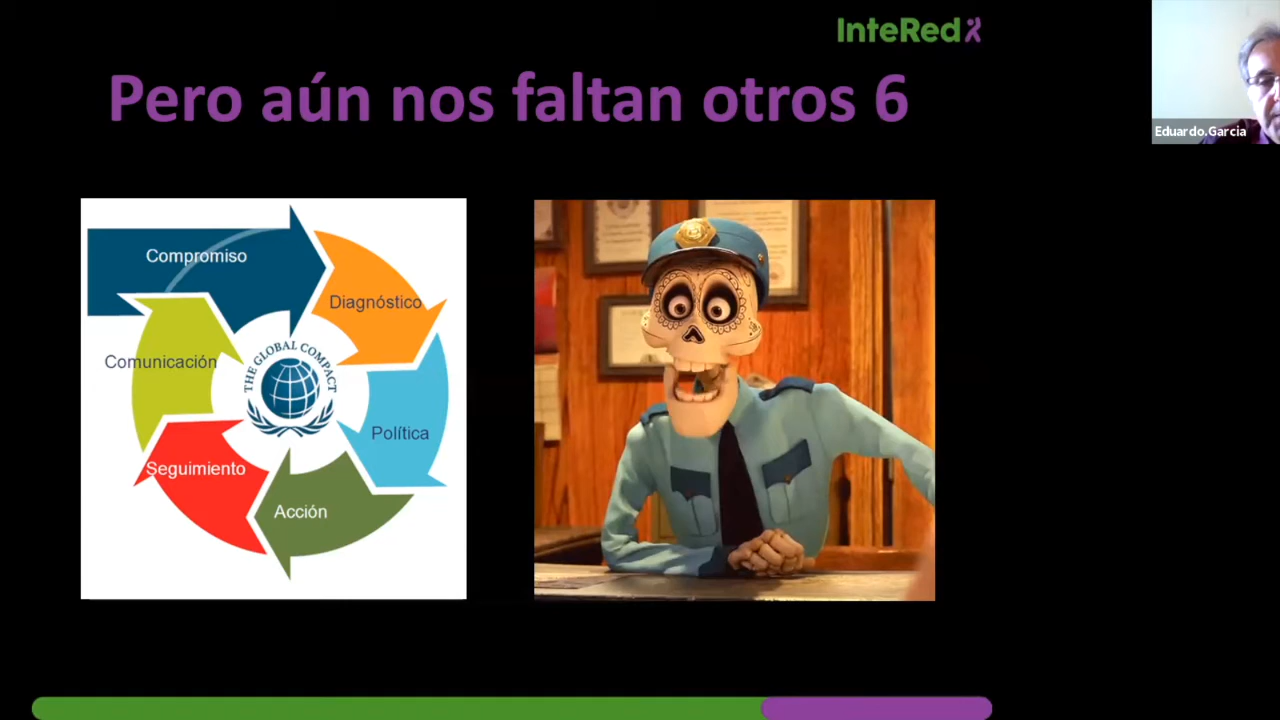 InteRed
Pero aún nos faltan otros 6
Eduardo.Garcia
Compromiso
Diagnóstico
Comunicación
THE GLOBAL COMPACT
Política
Seguimiento
Acción